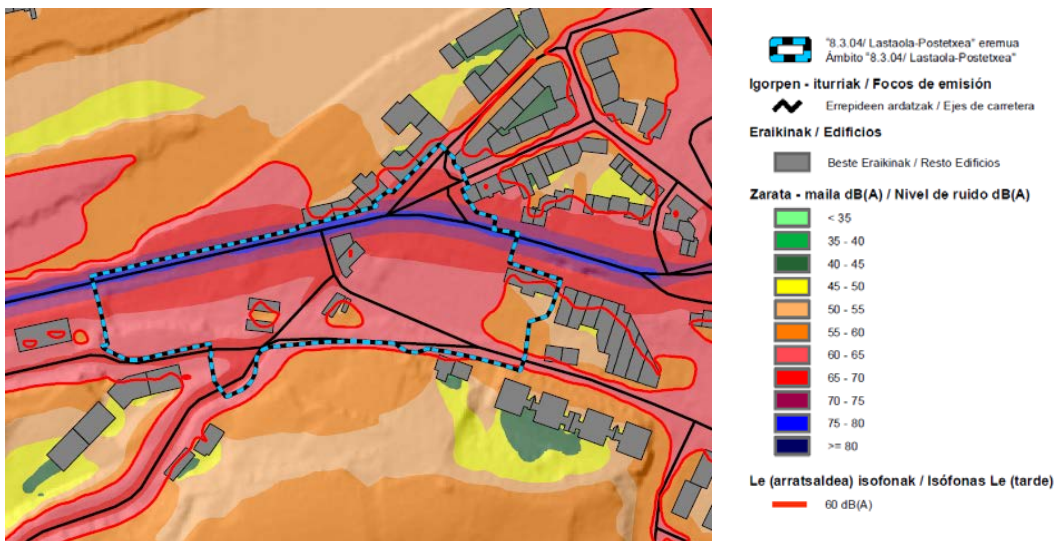 "8.3.04/ Lastaola-Postetxea" eremua
Ámbito "8.3.04/ Lastaola-Postetxea"
Igorpen - iturriak / Focos de emisión
Errepideen ardatzak / Ejes de carretera
Eraikinak / Edificios
Beste Eraikinak / Resto Edificios
Zarata - maila dB(A) / Nivel de ruido dB(A)
< 35
35 - 40
40 - 45
45 - 50
50 - 55
55 - 60
60 - 65
65 - 70
70 - 75
75 - 80
>= 80
Le (arratsaldea) isofonak / Isófonas Le (tarde)
60 dB(A)